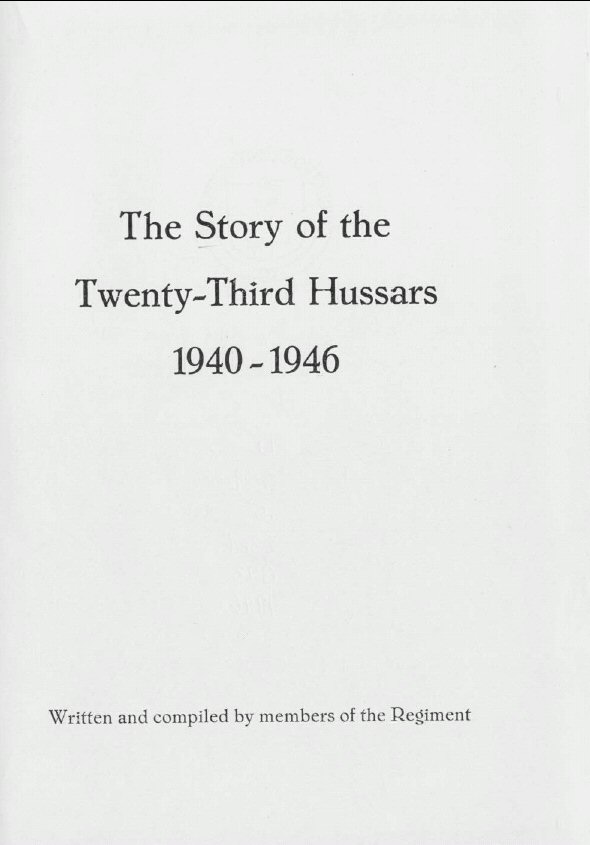 The Story of the
Twenty-Third Hussars
1940-1946
Written and compiled by members of the Regiment